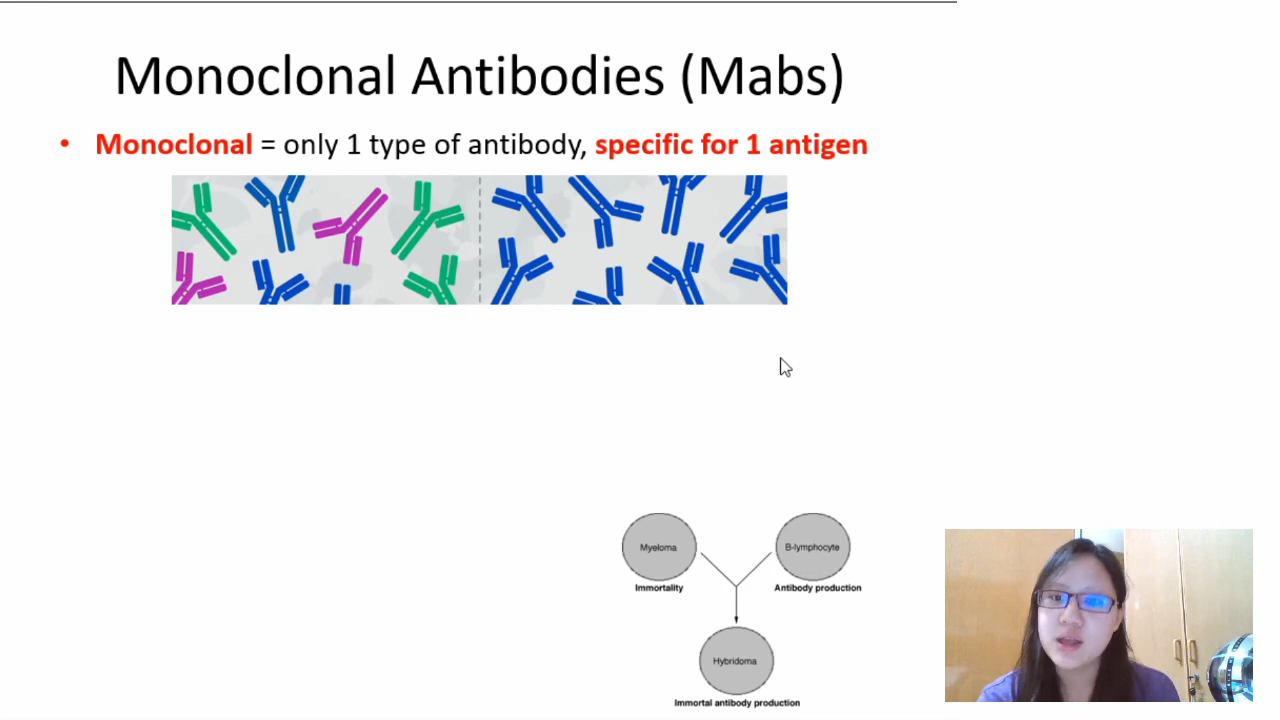 Monoclonal Antibodies (Mabs)
• Monoclonal = only 1 type of antibody, specific for 1 antigen
Myeloma
B-lymphocyte
Immortality
Antibody production
Hybridoma
Immortal antibody production